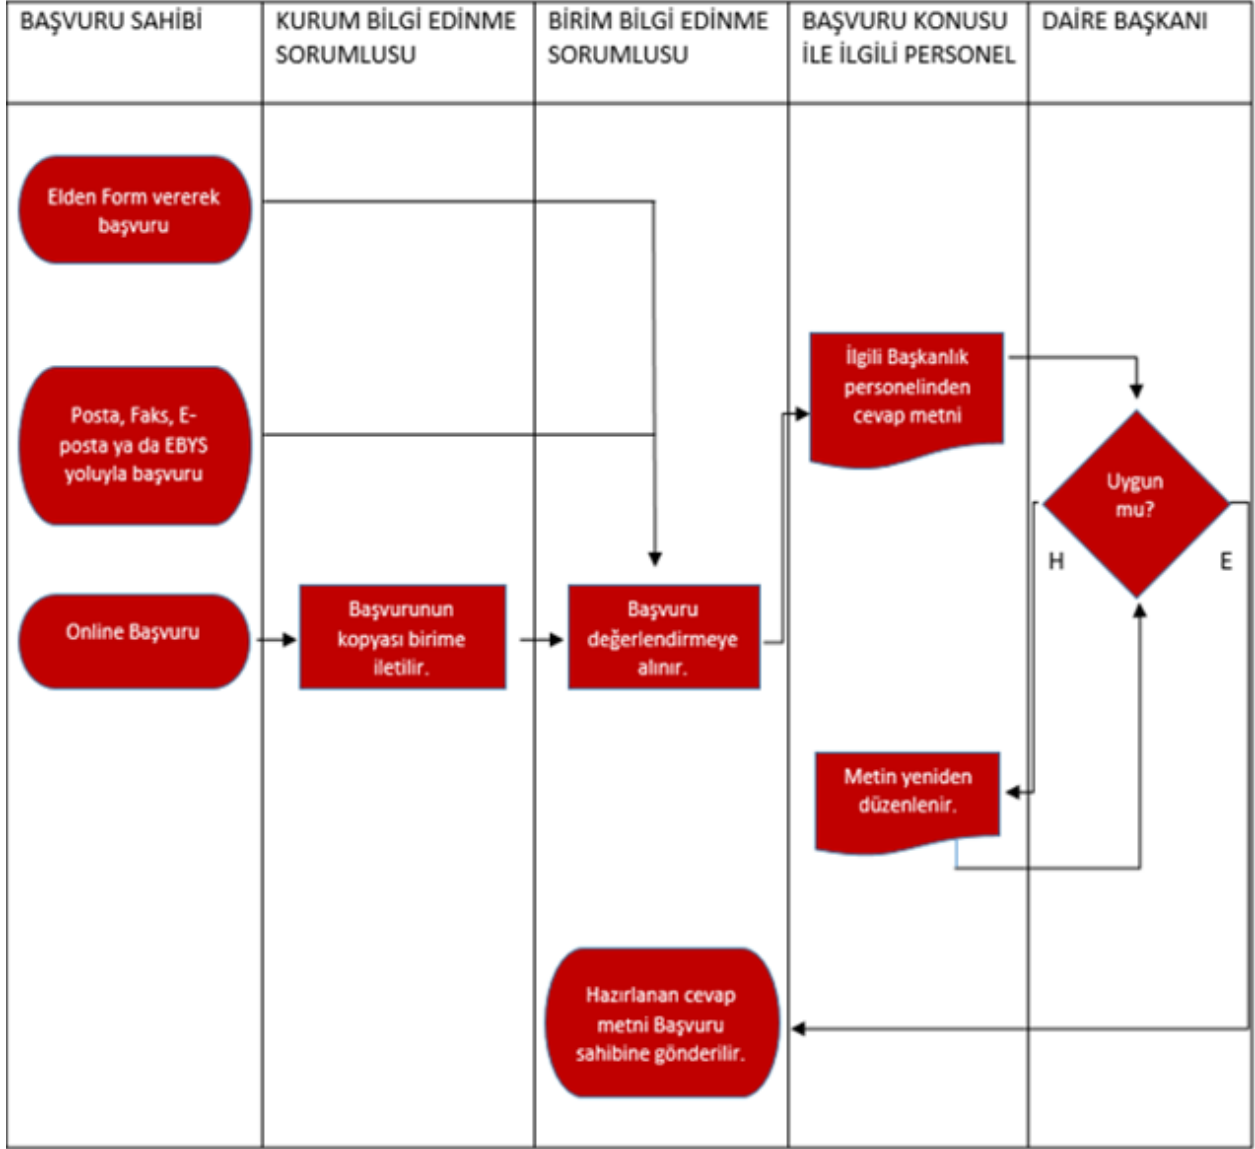 BAŞVURU SAHİBİ
KURUM BİLGİ EDİNME
SORUMLUSU
BİRİM BİLGİ EDİNME
SORUMLUSU
BAŞVURU KONUSU
İLE İLGİLİ PERSONEL
DAİRE BAŞKANI
Elden Form vererek
başvuru
Posta, Faks, E-
posta ya da EBYS
yoluyla başvuru
Online Başvuru
Başvurunun
kopyası birime
iletilir.
Başvuru
değerlendirmeye
alınır.
İlgili Başkanlık
personelinden
cevap metni
Uygun
mu?
H
E
Metin yeniden
düzenlenir.
Hazırlanan cevap
metni Başvuru
sahibine gönderilir.